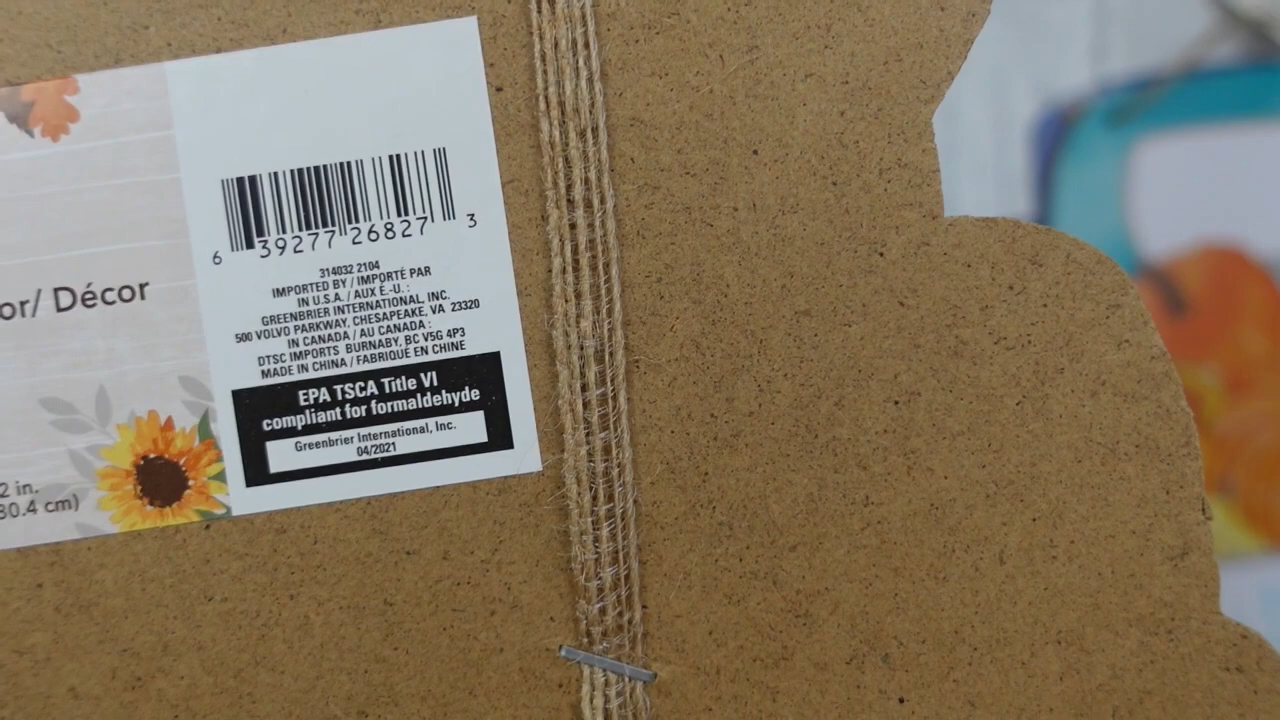 or/ Décor
2 in.
30.4 cm)
6 39277 26827 3
314032 2104
IMPORTED BY / IMPORTÉ PAR
IN U.S.A. / AUX É.-U. :
GREENBRIER INTERNATIONAL, INC.
500 VOLVO PARKWAY, CHESAPEAKE, VA 23320
IN CANADA / AU CANADA :
DTSC IMPORTS BURNABY, BC V5G 4P3
MADE IN CHINA / FABRIQUÉ EN CHINE
EPA TSCA Title VI
compliant for formaldehyde
Greenbrier International, Inc.
04/2021